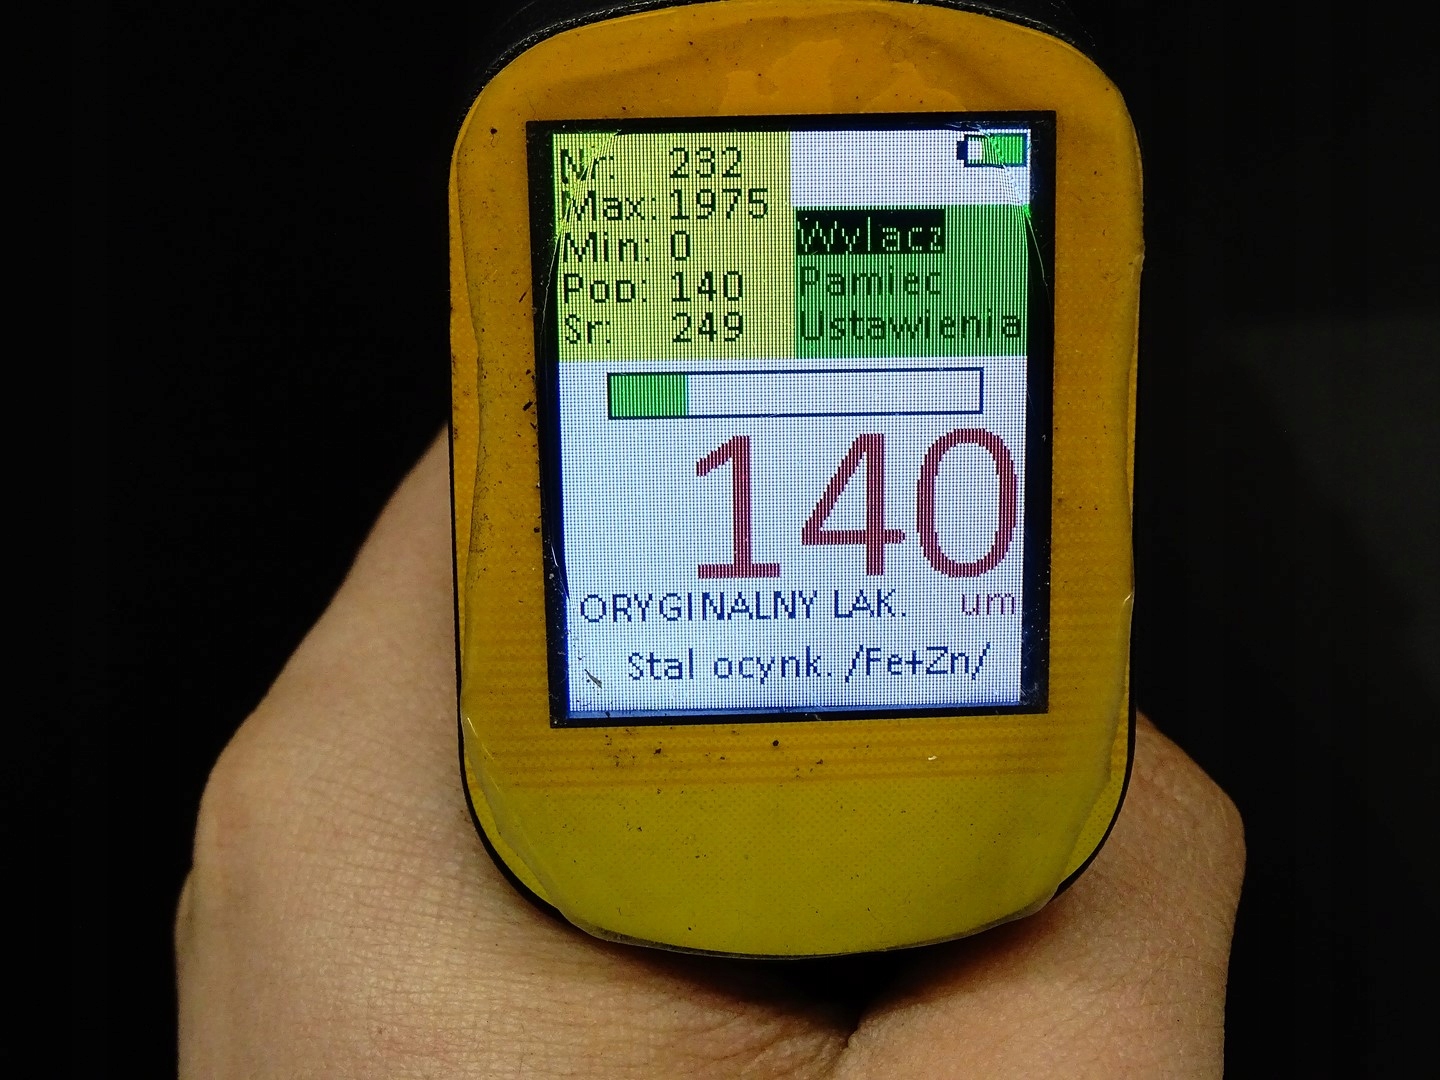 Nr: 232
Max: 1975
Min: 0
Pop: 140
Sr: 249
Wylacz
Pamiec
Ustawienia
140
ORYGINALNY LAK. um
Stal ocynk. /Fe+Zn/